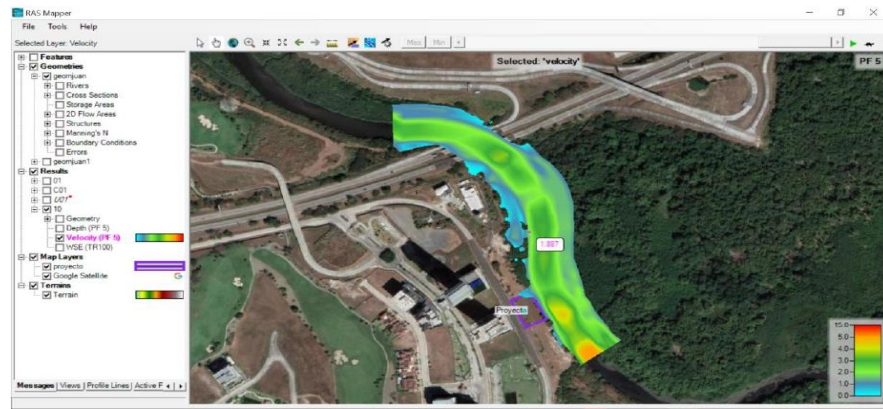 RAS Mapper
File Tools Help
Selected Layer: Velocity
Max Min
Features
Geometries
geomjuan
Rivers
Cross Sections
Storage Areas
2D Flow Areas
Structures
Manning's N
Boundary Conditions
Errors
geomjuan1
Results
01
C01
U01
10
Geometry
Depth (PF 5)
Velocity (PF 5)
WSE (TR100)
Map Layers
proyecto
Google Satellite
Terrains
Terrain
Messages Views Profile Lines Active F
Selected: 'velocity'
PF 5
1.887
Proyecto
15.0
5.0
4.0
3.0
2.0
1.0
0.0